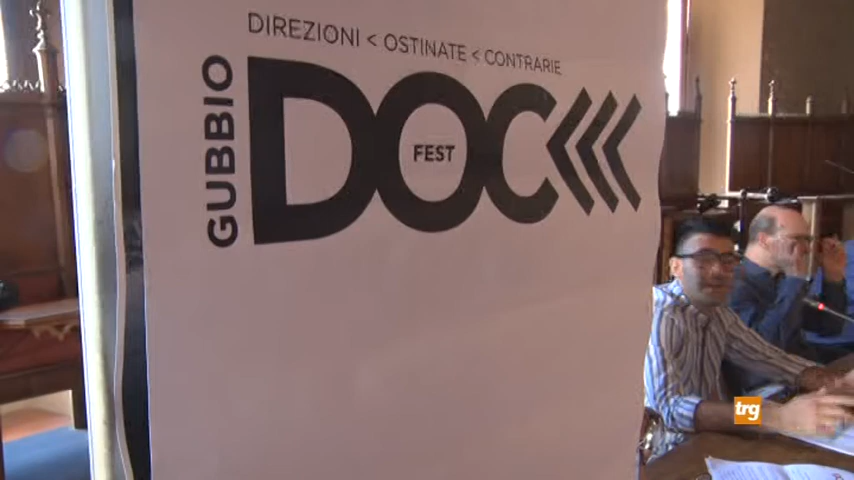 DIREZIONI < OSTINATE < CONTRARIE
GUBBIO
DOC
FEST
trg